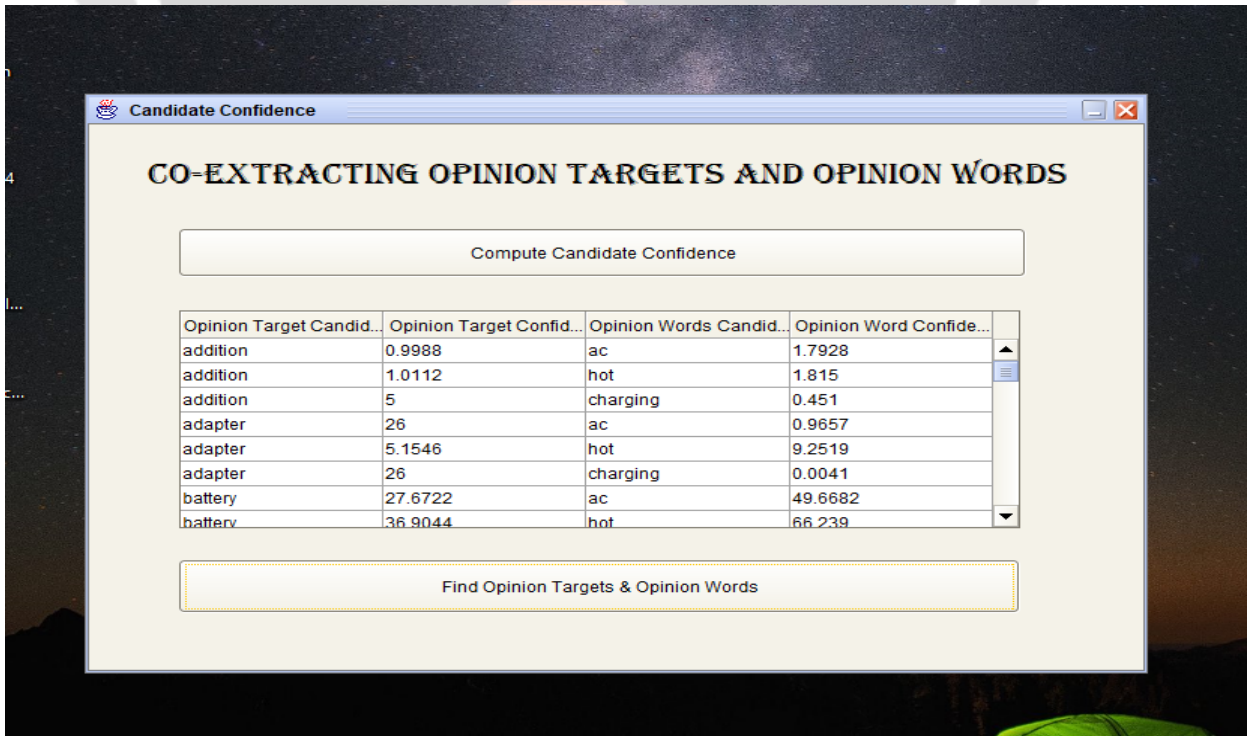 Candidate Confidence
CO-EXTRACTING OPINION TARGETS AND OPINION WORDS
Compute Candidate Confidence
Opinion Target Candid... Opinion Target Confid... Opinion Words Candid... Opinion Word Confide...
addition 0.9988 ac 1.7928
addition 1.0112 hot 1.815
addition 5 charging 0.451
adapter 26 ac 0.9657
adapter 5.1546 hot 9.2519
adapter 26 charging 0.0041
battery 27.6722 ac 49.6682
battery 36.9044 hot 66.239
Find Opinion Targets & Opinion Words